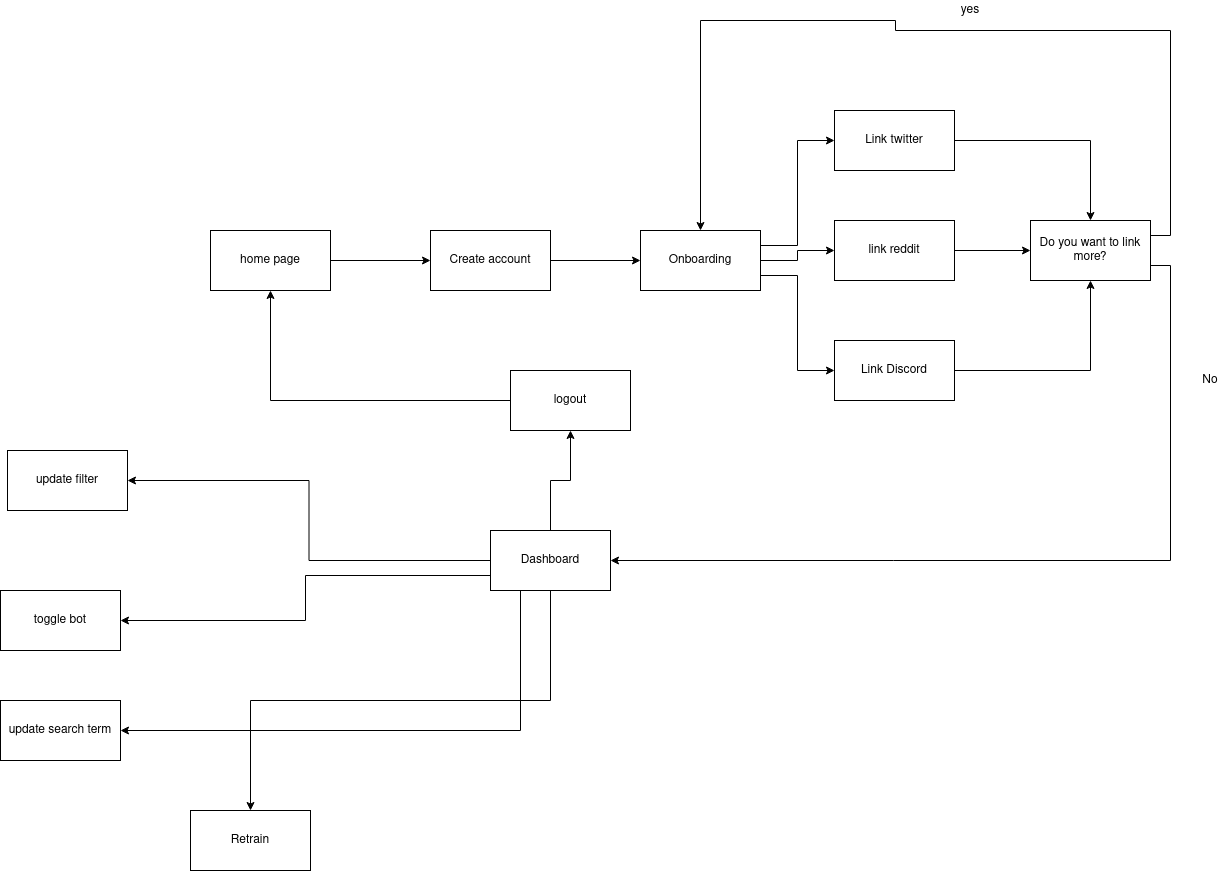 yes
Link twitter
home page
Create account
Onboarding
link reddit
Do you want to link
more?
Link Discord
No
logout
update filter
Dashboard
toggle bot
update search term
Retrain